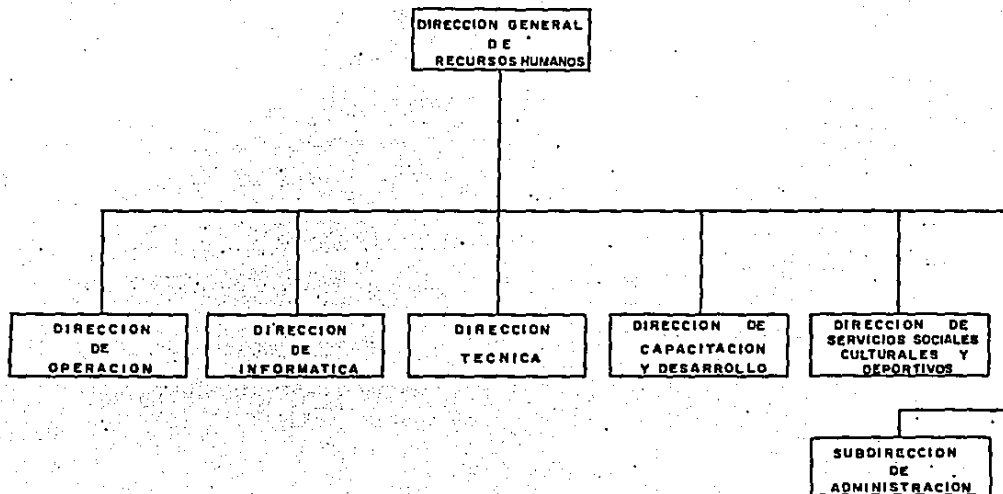 DIRECCION GENERAL
DE
RECURSOS HUMANOS
DIRECCION
DE
OPERACION
DIRECCION
DE
INFORMATICA
DIRECCION
TECNICA
DIRECCION DE
CAPACITACION
Y DESARROLLO
DIRECCION DE
SERVICIOS SOCIALES
CULTURALES Y
DEPORTIVOS
SUBDIRECCION
DE
ADMINISTRACIÓN